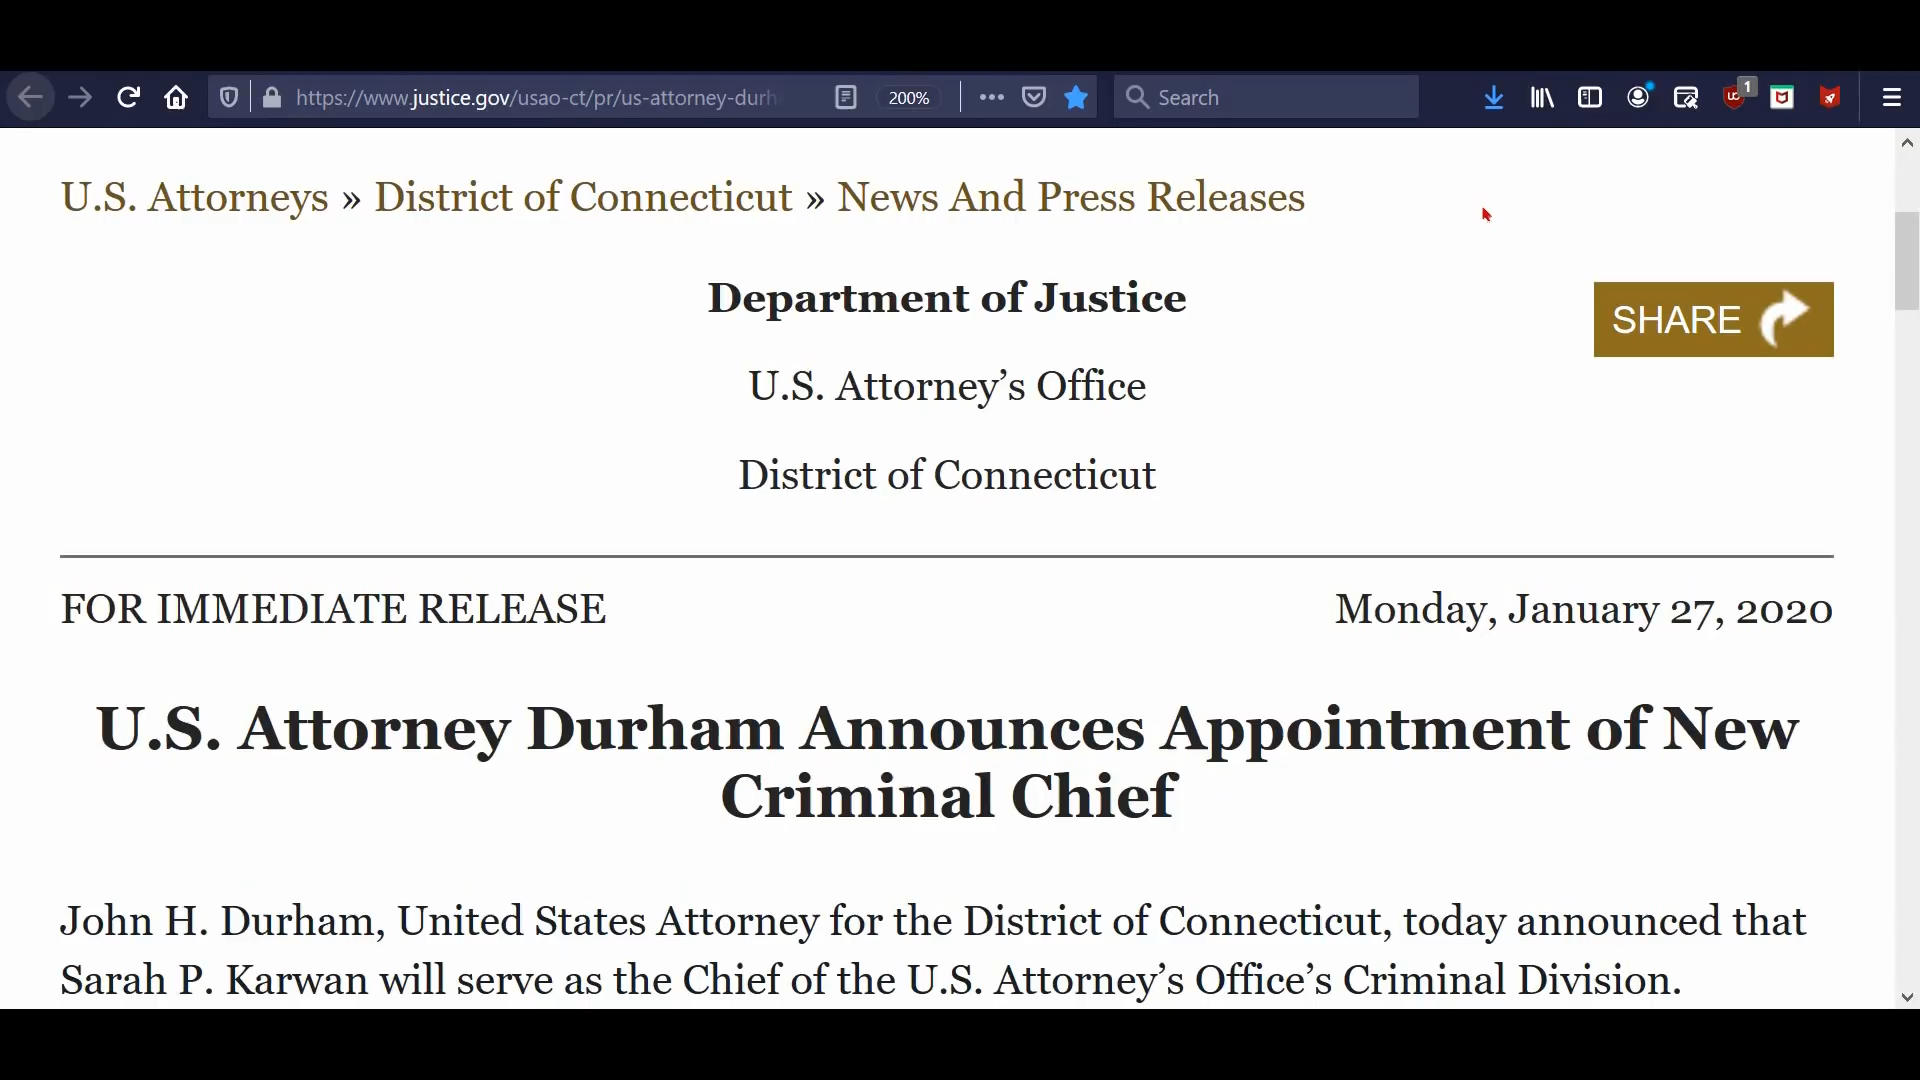 https://www.justice.gov/usao-ct/pr/us-attorney-durh
200%
Search
1
U.S. Attorneys » District of Connecticut » News And Press Releases
Department of Justice
SHARE
U.S. Attorney’s Office
District of Connecticut
FOR IMMEDIATE RELEASE
Monday, January 27, 2020
U.S. Attorney Durham Announces Appointment of New
Criminal Chief
John H. Durham, United States Attorney for the District of Connecticut, today announced that
Sarah P. Karwan will serve as the Chief of the U.S. Attorney’s Office’s Criminal Division.